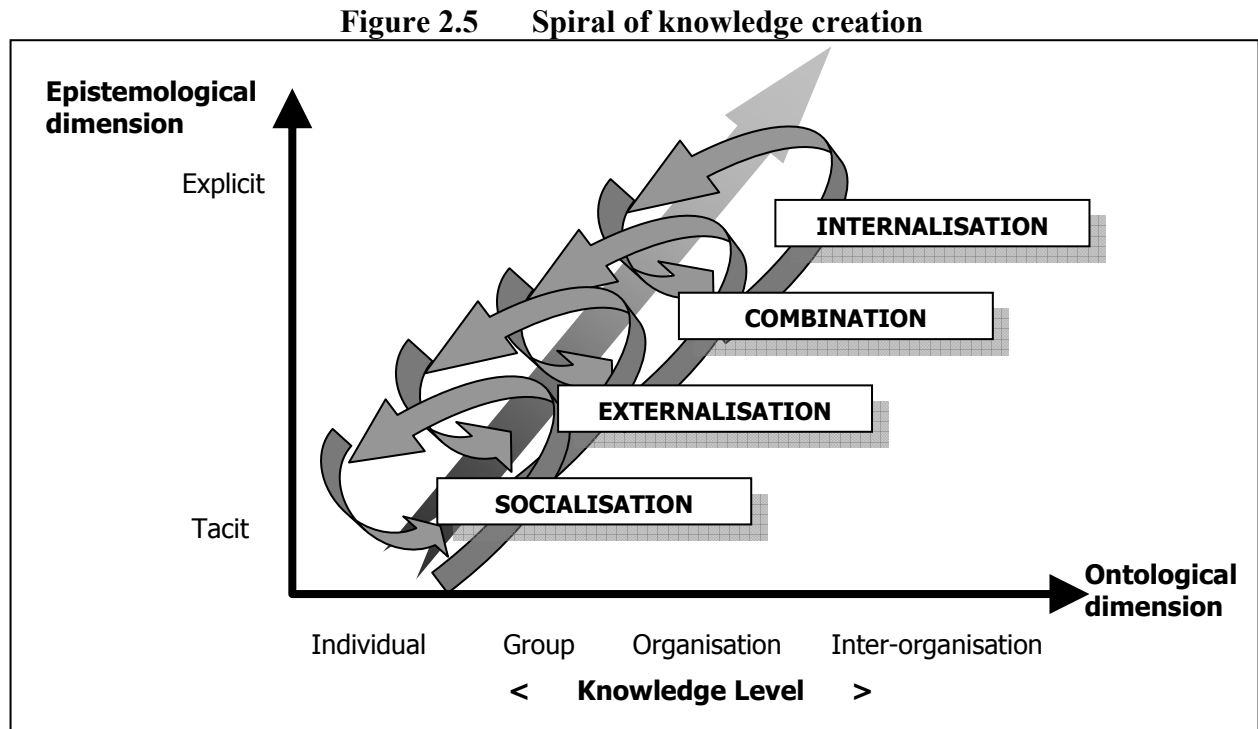 Figure 2.5 Spiral of knowledge creation
Epistemological
dimension
Explicit
INTERNALISATION
COMBINATION
EXTERNALISATION
SOCIALISATION
Tacit
Ontological
dimension
Individual Group Organisation Inter-organisation
< Knowledge Level >